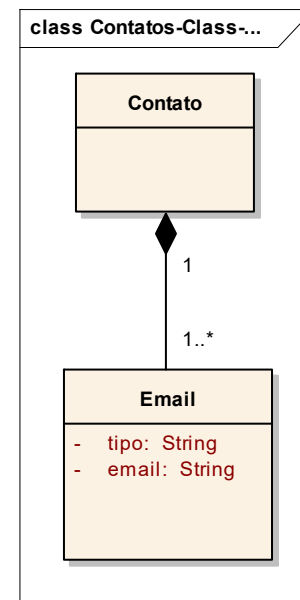 class Contatos-Class-...
Contato
1
1..*
Email
- tipo: String
- email: String